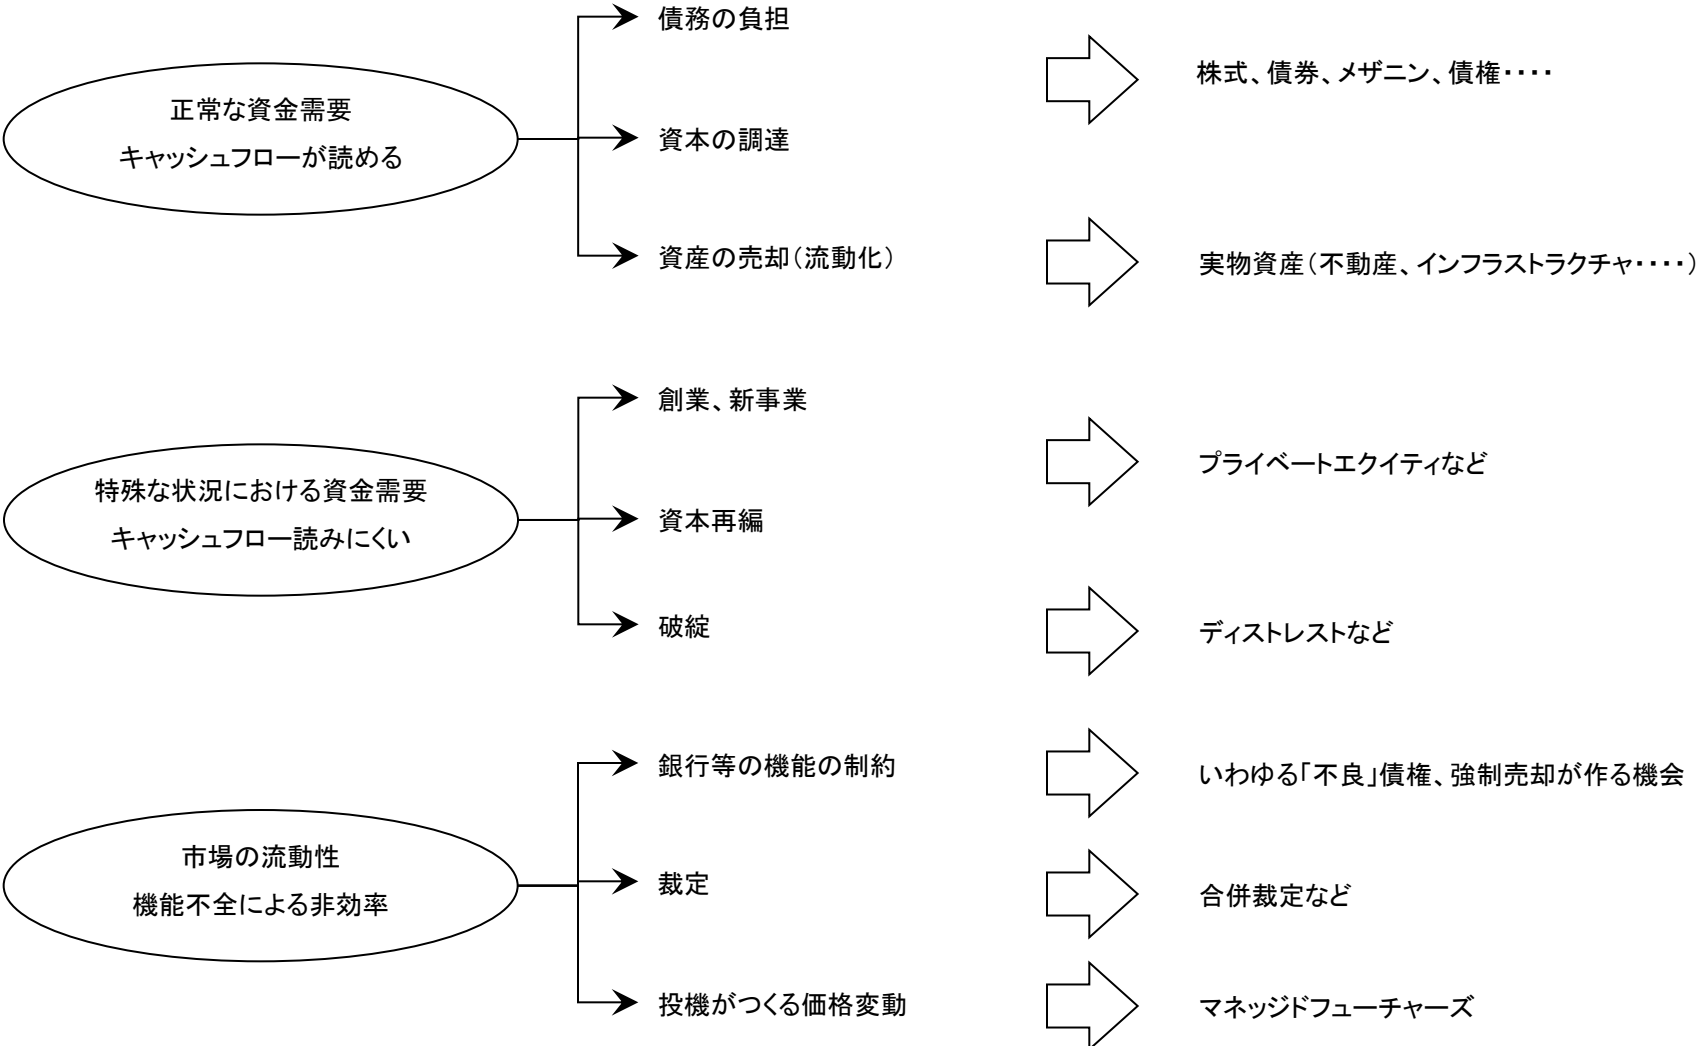 債務の負担
株式、債券、メザニン、債権････
正常な資金需要
キャッシュフローが読める
資本の調達
資産の売却（流動化）
実物資産（不動産、インフラストラクチャ････）
創業、新事業
プライベートエクイティなど
特殊な状況における資金需要
キャッシュフロー読みにくい
資本再編
破綻
ディストレストなど
銀行等の機能の制約
いわゆる「不良」債権、強制売却が作る機会
市場の流動性
機能不全による非効率
裁定
合併裁定など
投機がつくる価格変動
マネッジドフューチャーズ